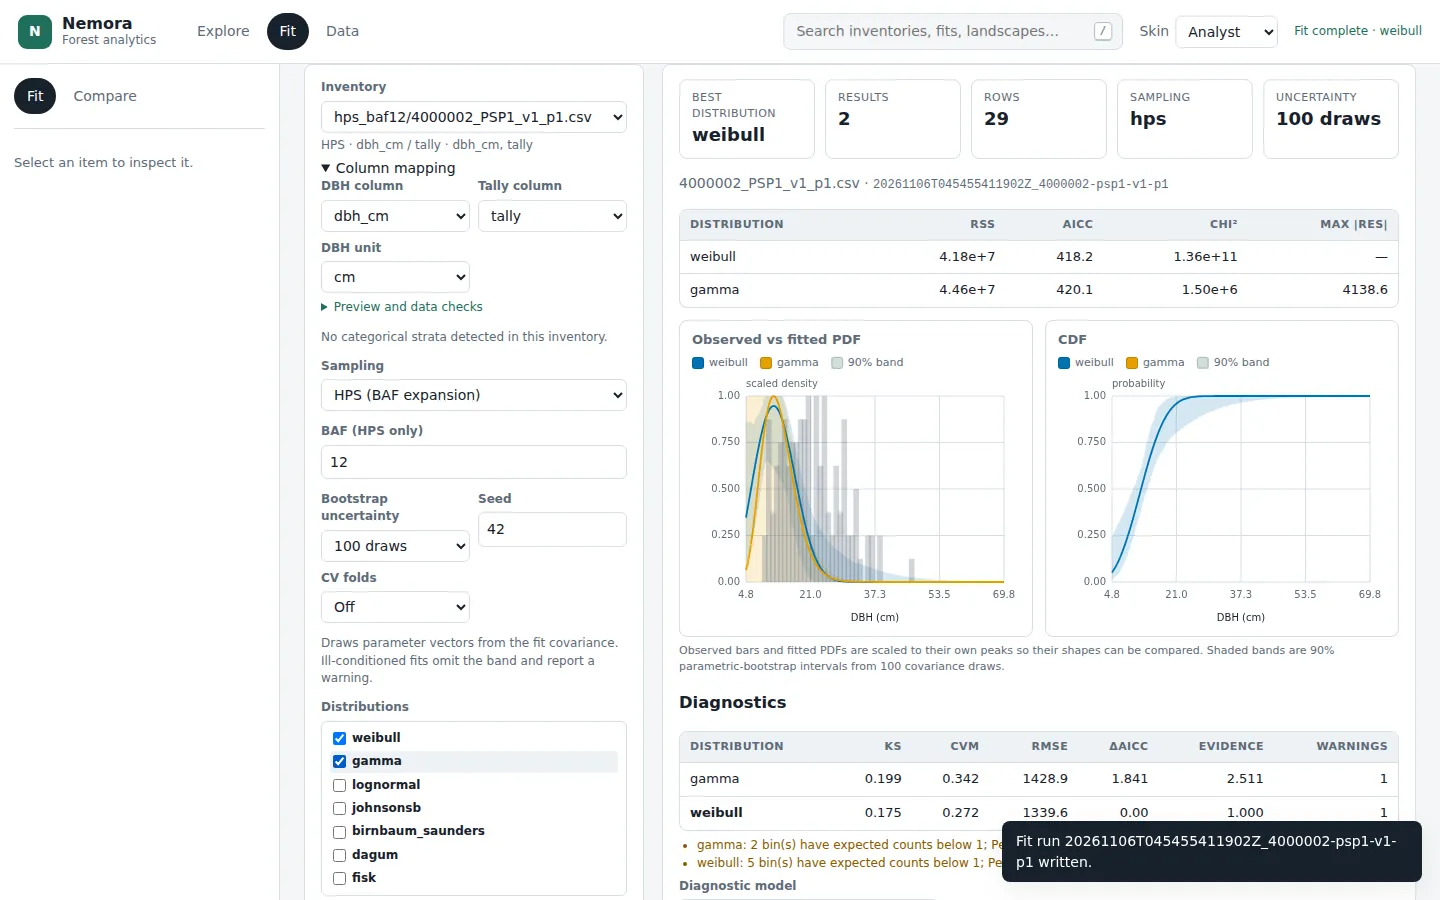 N
Nemora
Forest analytics
Explore
Fit
Data
Search inventories, fits, landscapes...
/
Skin
Analyst
Fit complete · weibull
Fit
Compare
Select an item to inspect it.
Inventory
hps_baf12/4000002_PSP1_v1_p1.csv
HPS · dbh_cm / tally · dbh_cm, tally
▼ Column mapping
DBH column
Tally column
dbh_cm
tally
DBH unit
cm
▶ Preview and data checks
No categorical strata detected in this inventory.
Sampling
HPS (BAF expansion)
BAF (HPS only)
12
Bootstrap uncertainty
Seed
100 draws
42
CV folds
Off
Draws parameter vectors from the fit covariance.
Ill-conditioned fits omit the band and report a
warning.
Distributions
weibull
gamma
lognormal
johnsonsb
birnbaum_saunders
dagum
fisk
BEST DISTRIBUTION
weibull
RESULTS
2
ROWS
29
SAMPLING
hps
UNCERTAINTY
100 draws
4000002_PSP1_v1_p1.csv · 20261106T045455411902Z_4000002-psp1-v1-p1
DISTRIBUTION RSS AICC CHI² MAX |RES|
weibull 4.18e+7 418.2 1.36e+11 —
gamma 4.46e+7 420.1 1.50e+6 4138.6
Observed vs fitted PDF
weibull gamma 90% band
scaled density
1.00
0.750
0.500
0.250
0.00
4.8 21.0 37.3 53.5 69.8
DBH (cm)
CDF
weibull gamma 90% band
probability
1.00
0.750
0.500
0.250
0.00
4.8 21.0 37.3 53.5 69.8
DBH (cm)
Observed bars and fitted PDFs are scaled to their own peaks so their shapes can be compared. Shaded bands are 90%
parametric-bootstrap intervals from 100 covariance draws.
Diagnostics
DISTRIBUTION KS CVM RMSE ΔAICC EVIDENCE WARNINGS
gamma 0.199 0.342 1428.9 1.841 2.511 1
weibull 0.175 0.272 1339.6 0.00 1.000 1
• gamma: 2 bin(s) have expected counts below 1; Pe
• weibull: 5 bin(s) have expected counts below 1; Pe
Diagnostic model
Fit run 20261106T045455411902Z_4000002-psp1-v1-
p1 written.